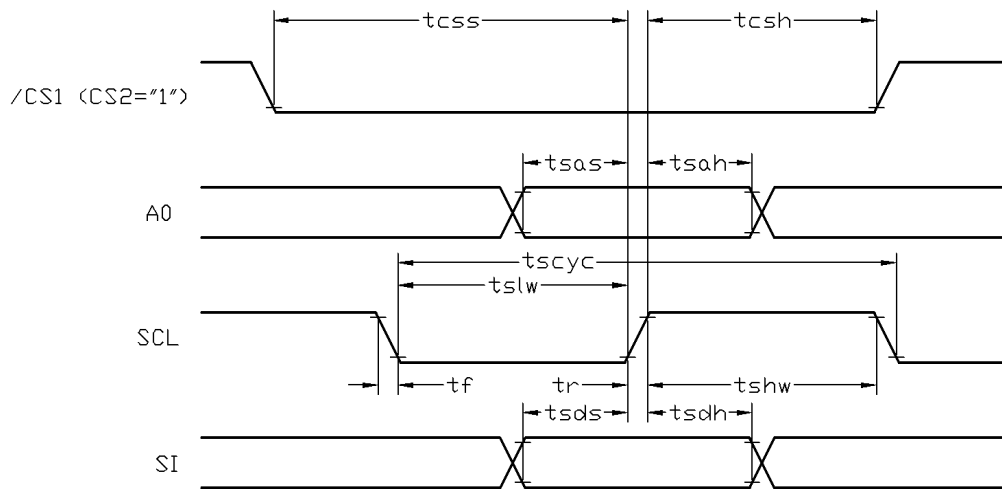 tcss tcsh
/CS1 (CS2="1")
tsas tsah
A0
tscyc
tslw
SCL
tf tr tshw
tsds tsdh
SI